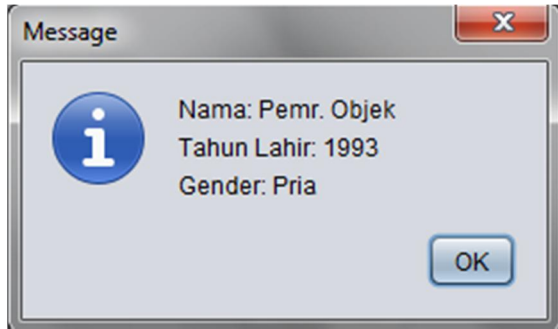 Message
Nama: Pemr. Objek
Tahun Lahir: 1993
Gender: Pria
OK